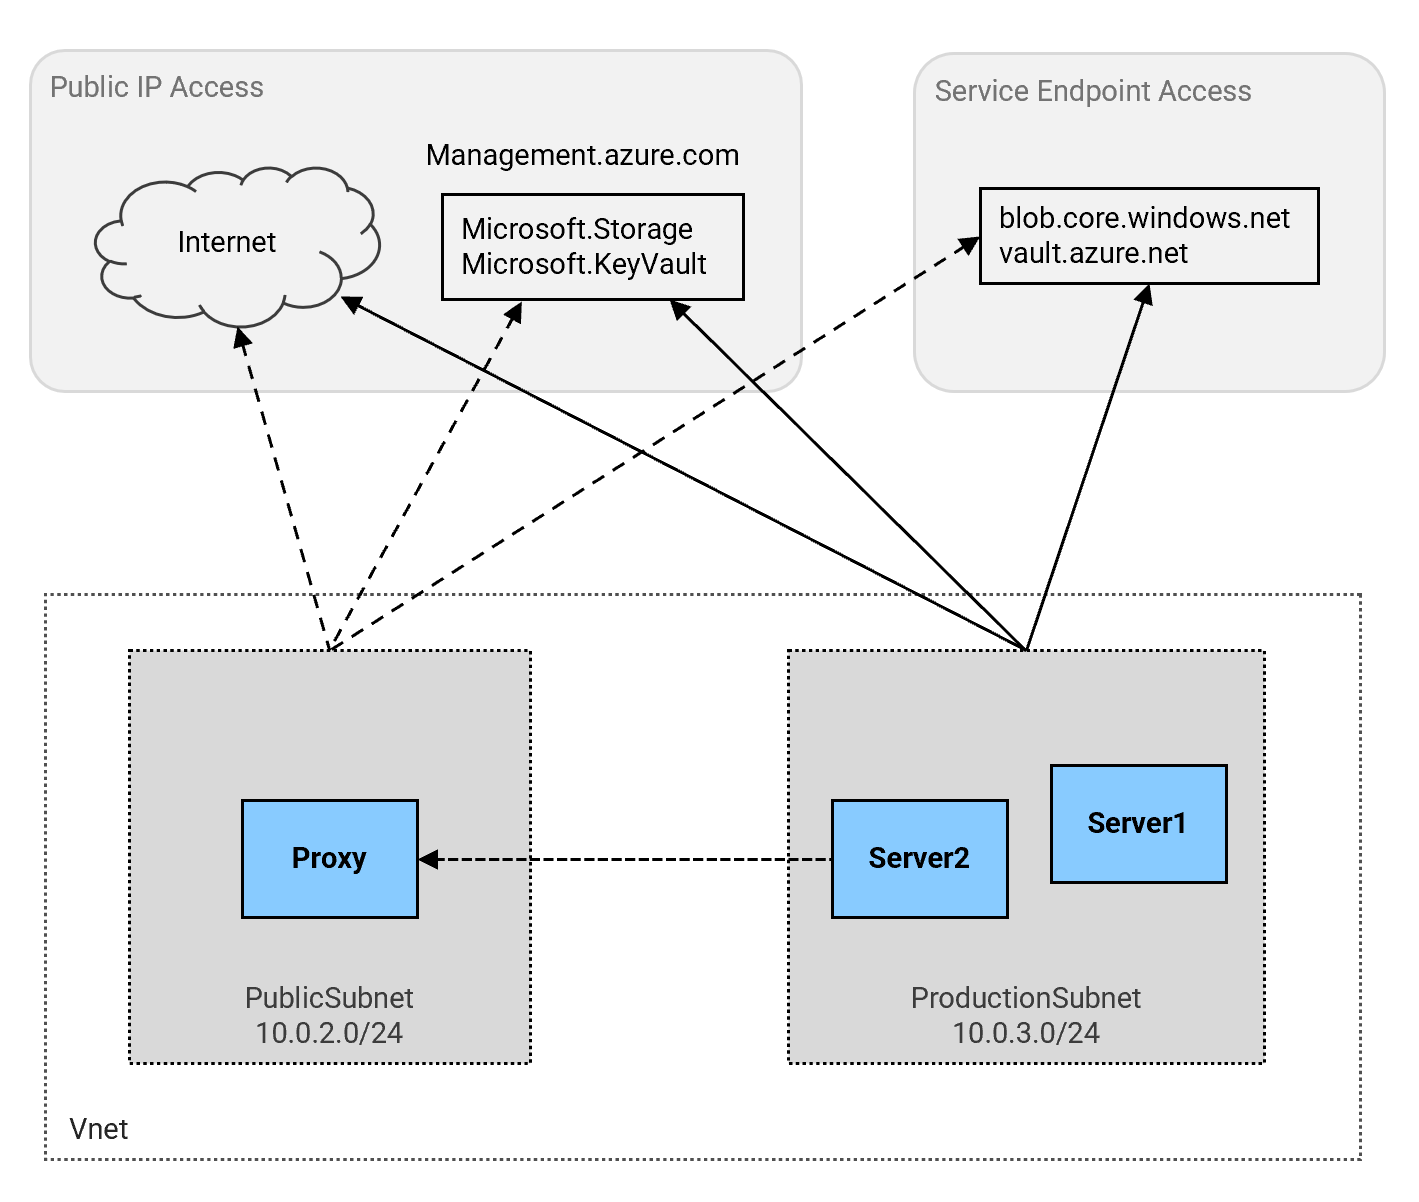 Public IP Access
Service Endpoint Access
Management.azure.com
Internet
Microsoft.Storage
Microsoft.KeyVault
blob.core.windows.net
vault.azure.net
Proxy
Server2
Server1
PublicSubnet
10.0.2.0/24
ProductionSubnet
10.0.3.0/24
Vnet